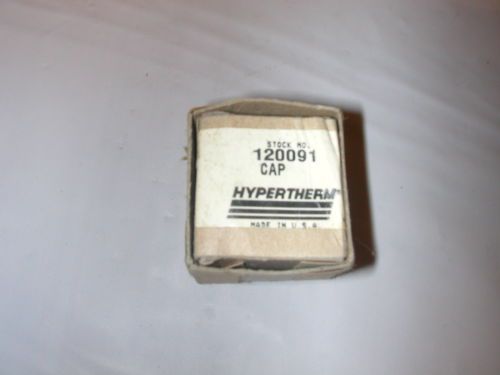 STOCK NO.
120091
CAP
HYPERTHERM®
MADE IN U.S.A.